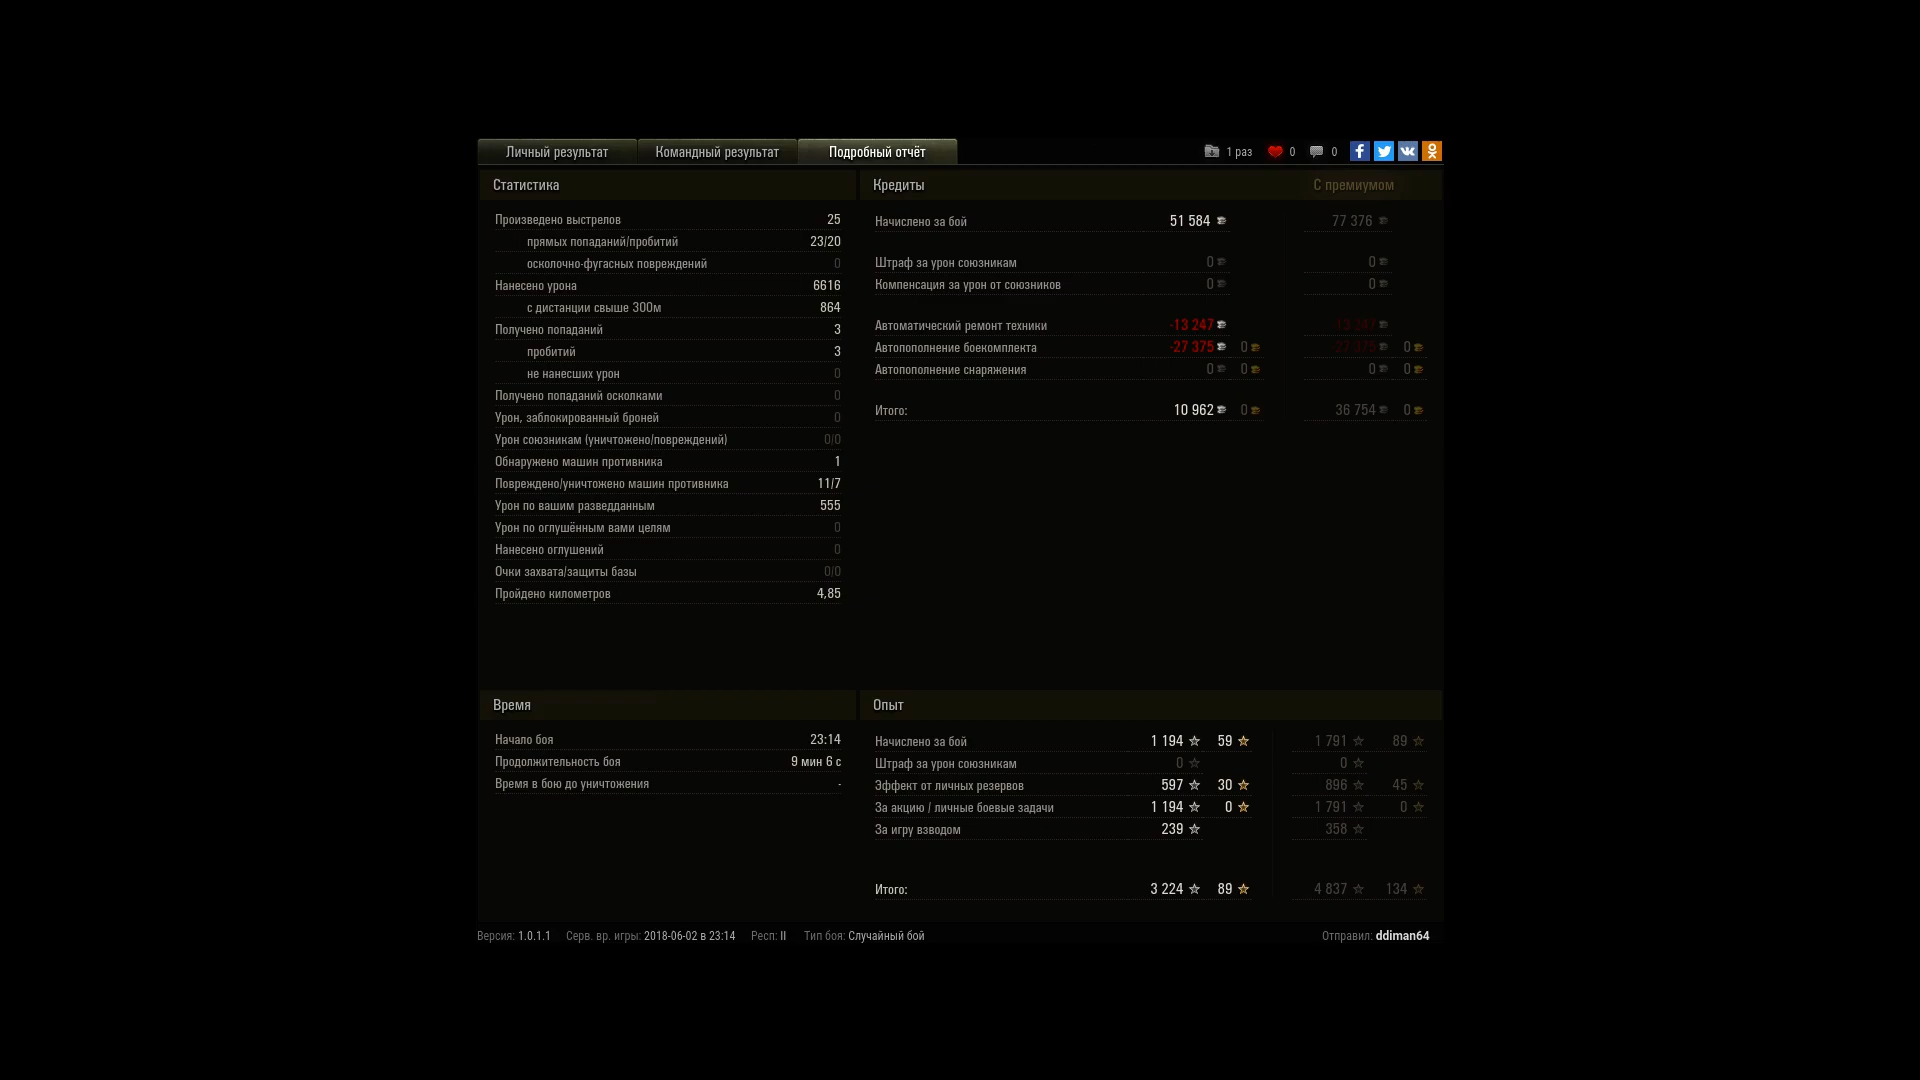 Личный результат Командный результат Подробный отчёт 1 раз 0 0
Статистика
Произведено выстрелов 25
прямых попаданий/пробитий 23/20
осколочно-фугасных повреждений 0
Нанесено урона 6616
с дистанции свыше 300м 864
Получено попаданий 3
пробитий 3
не нанесших урон 0
Получено попаданий осколками 0
Урон, заблокированный броней 0
Урон союзникам (уничтожено/повреждений) 0/0
Обнаружено машин противника 1
Повреждено/уничтожено машин противника 11/7
Урон по вашим разведданным 555
Урон по оглушённым вами целям 0
Нанесено оглушений 0
Очки захвата/защиты базы 0/0
Пройдено километров 4,85
Кредиты С премиумом
Начислено за бой 51 584 77 376
Штраф за урон союзникам 0 0
Компенсация за урон от союзников 0 0
Автоматический ремонт техники -13 247 -13 247
Автопополнение боекомплекта -27 375 0 -27 375 0
Автопополнение снаряжения 0 0 0 0
Итого: 10 962 0 36 754 0
Время
Начало боя 23:14
Продолжительность боя 9 мин 6 с
Время в бою до уничтожения -
Опыт
Начислено за бой 1 194 59 1 791 89
Штраф за урон союзникам 0 0
Эффект от личных резервов 597 30 896 45
За акцию / личные боевые задачи 1 194 0 1 791 0
За игру взводом 239 358
Итого: 3 224 89 4 837 134
Версия: 1.0.1.1 Серв. вр. игры: 2018-06-02 в 23:14 Респ: II Тип боя: Случайный бой Отправил: ddiman64